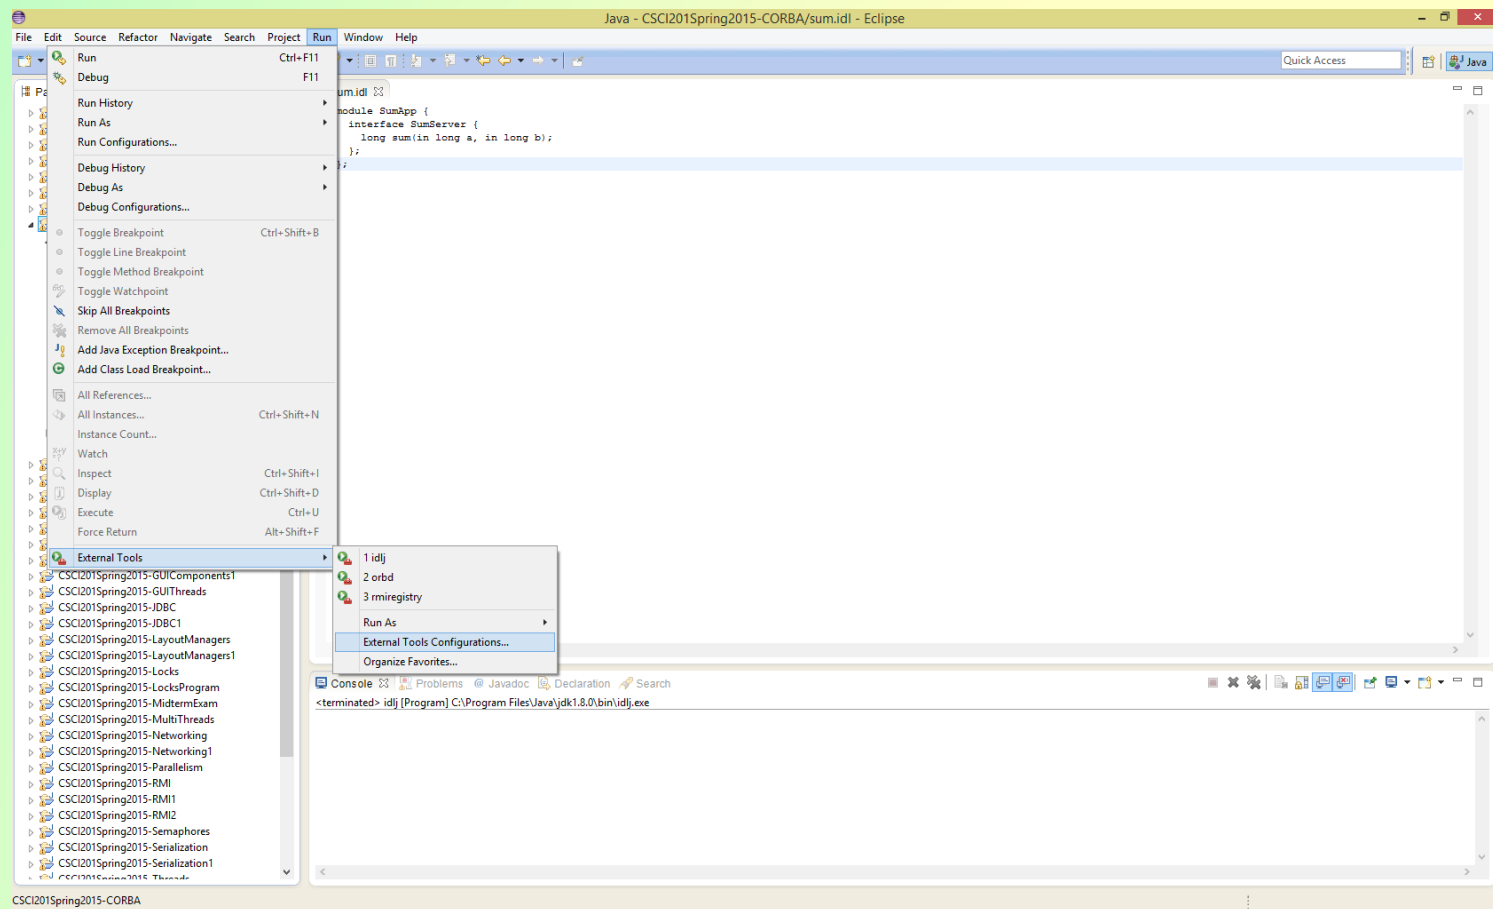 Java - CSCI201Spring2015-CORBA/sum.idl - Eclipse
File Edit Source Refactor Navigate Search Project Run Window Help
Quick Access
Java
Run Ctrl+F11
Debug F11
Run History
Run As
Run Configurations...
Debug History
Debug As
Debug Configurations...
Toggle Breakpoint Ctrl+Shift+B
Toggle Line Breakpoint
Toggle Method Breakpoint
Toggle Watchpoint
Skip All Breakpoints
Remove All Breakpoints
Add Java Exception Breakpoint...
Add Class Load Breakpoint...
All References...
All Instances... Ctrl+Shift+N
Instance Count...
Watch
Inspect Ctrl+Shift+I
Display Ctrl+Shift+D
Execute Ctrl+U
Force Return Alt+Shift+F
External Tools
1 idlj
2 orbd
3 rmiregistry
Run As
External Tools Configurations...
Organize Favorites...
Pa
um.idl
module SumApp {
interface SumServer {
long sum(in long a, in long b);
};
};
CSCI201Spring2015-GUIComponents1
CSCI201Spring2015-GUIThreads
CSCI201Spring2015-JDBC
CSCI201Spring2015-JDBC1
CSCI201Spring2015-LayoutManagers
CSCI201Spring2015-LayoutManagers1
CSCI201Spring2015-Locks
CSCI201Spring2015-LocksProgram
CSCI201Spring2015-MidtermExam
CSCI201Spring2015-MultiThreads
CSCI201Spring2015-Networking
CSCI201Spring2015-Networking1
CSCI201Spring2015-Parallelism
CSCI201Spring2015-RMI
CSCI201Spring2015-RMI1
CSCI201Spring2015-RMI2
CSCI201Spring2015-Semaphores
CSCI201Spring2015-Serialization
CSCI201Spring2015-Serialization1
CSCI201Spring2015-Threads
Console Problems @ Javadoc Declaration Search
<terminated> idlj [Program] C:\Program Files\Java\jdk1.8.0\bin\idlj.exe
CSCI201Spring2015-CORBA